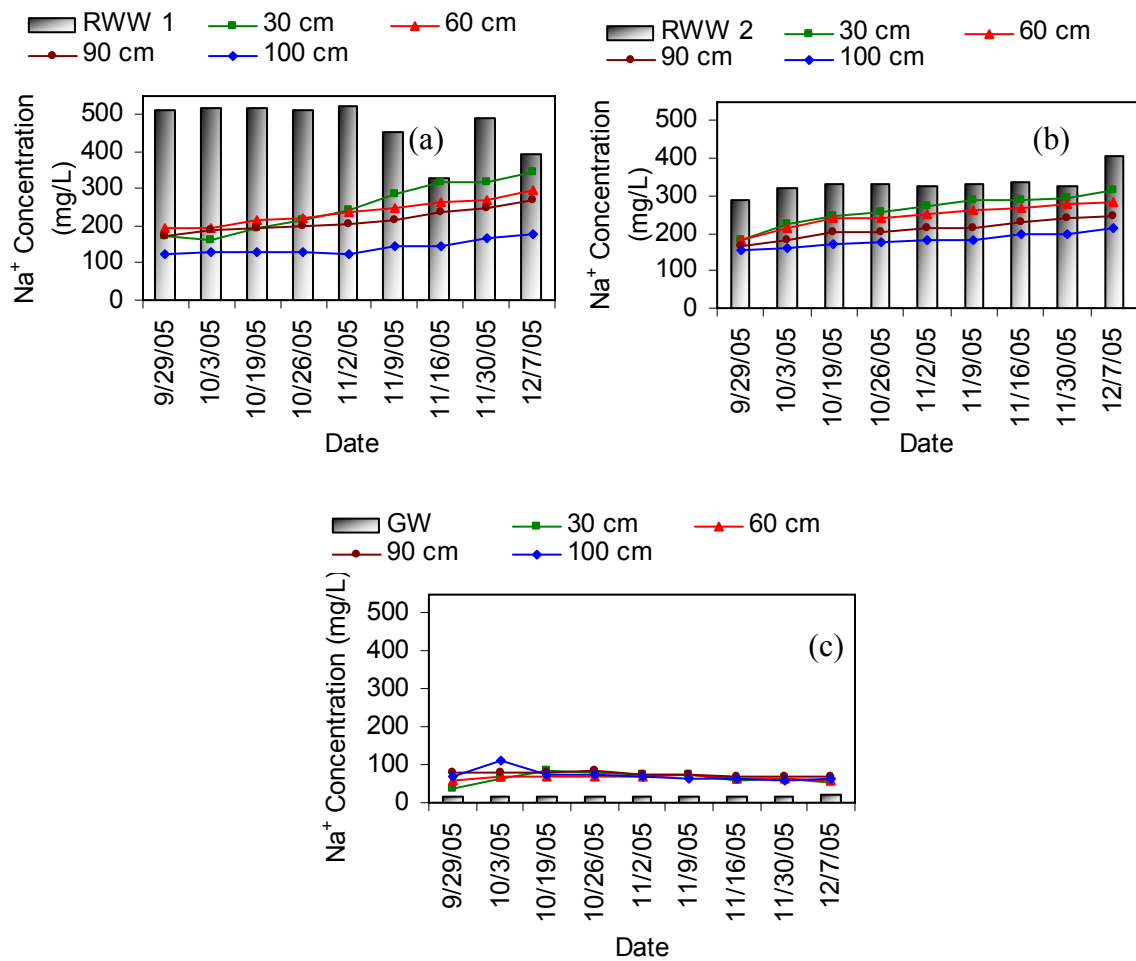 RWW 1 30 cm 60 cm
90 cm 100 cm
Na+ Concentration
(mg/L)
500
400
300
200
100
0
(a)
9/29/05 10/3/05 10/19/05 10/26/05 11/2/05 11/9/05 11/16/05 11/30/05 12/7/05
Date
RWW 2 30 cm 60 cm
90 cm 100 cm
Na+ Concentration
(mg/L)
500
400
300
200
100
0
(b)
9/29/05 10/3/05 10/19/05 10/26/05 11/2/05 11/9/05 11/16/05 11/30/05 12/7/05
Date
GW 30 cm 60 cm
90 cm 100 cm
Na+ Concentration (mg/L)
500
400
300
200
100
0
(c)
9/29/05 10/3/05 10/19/05 10/26/05 11/2/05 11/9/05 11/16/05 11/30/05 12/7/05
Date